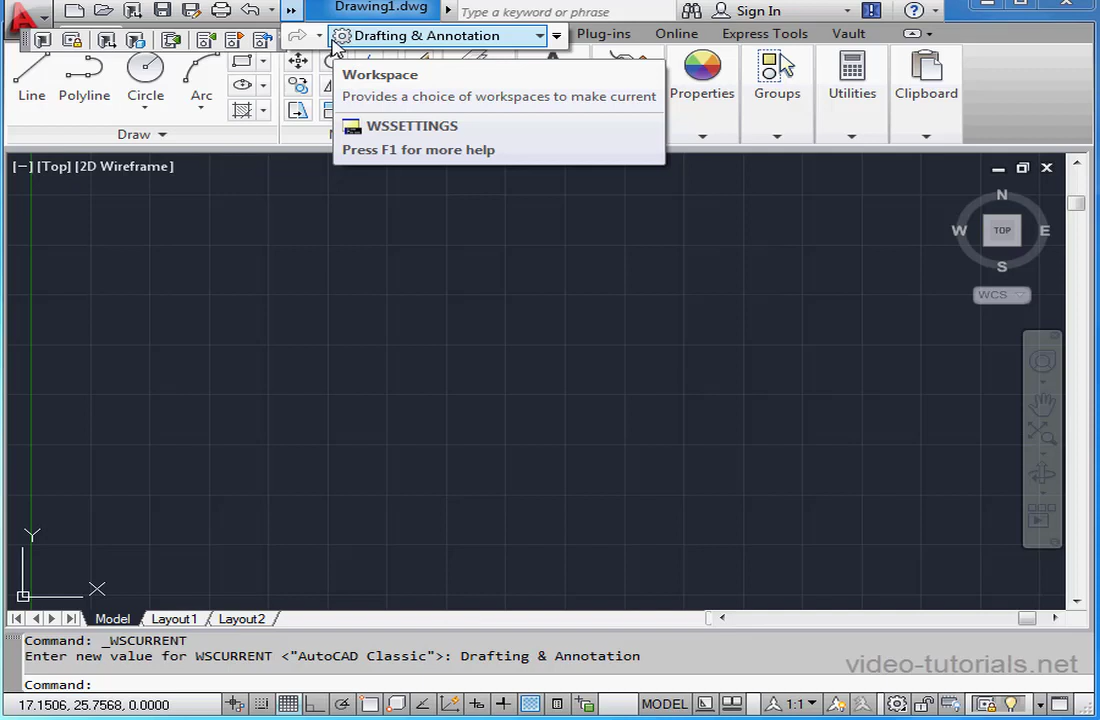 Drawing1.dwg
Type a keyword or phrase
Sign In
Drafting & Annotation
Plug-ins
Online
Express Tools
Vault
Line
Polyline
Circle
Arc
Draw
Workspace
Provides a choice of workspaces to make current
WSSETTINGS
Press F1 for more help
Properties
Groups
Utilities
Clipboard
[−] [Top] [2D Wireframe]
N
W
TOP
E
S
WCS
Y
X
Model
Layout1
Layout2
Command: _WSCURRENT
Enter new value for WSCURRENT <"AutoCAD Classic">: Drafting & Annotation
Command:
video-tutorials.net
17.1506, 25.7568, 0.0000
MODEL
1:1